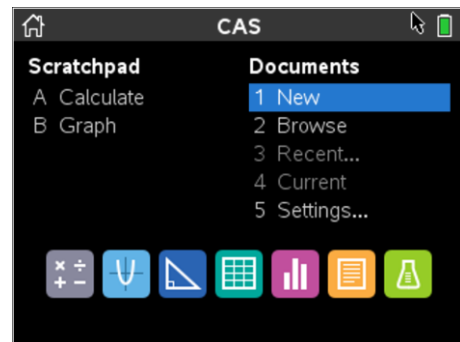 CAS
Scratchpad
A Calculate
B Graph
Documents
1 New
2 Browse
3 Recent...
4 Current
5 Settings...